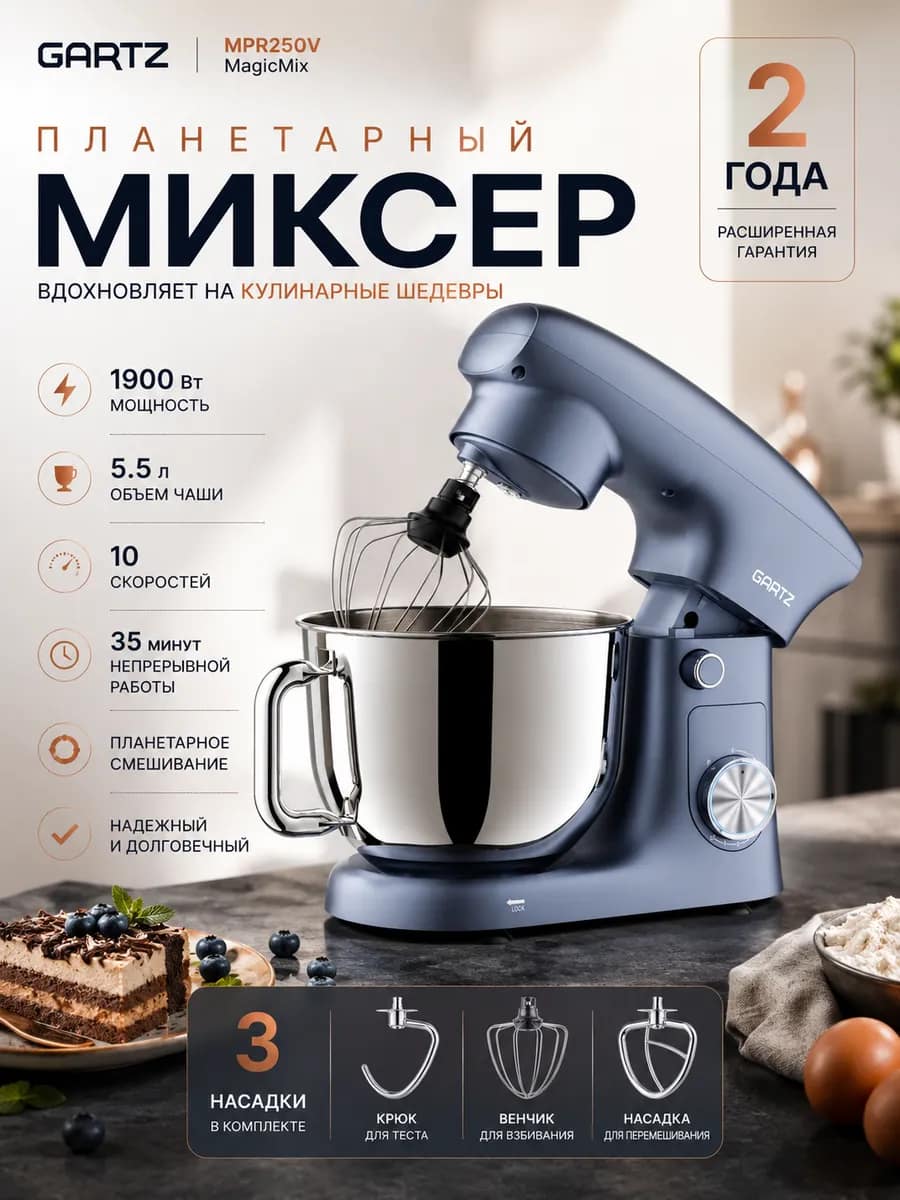 GARTZ
MPR250V
MagicMix
2
ГОДА
РАСШИРЕННАЯ
ГАРАНТИЯ
ПЛАНЕТАРНЫЙ
МИКСЕР
ВДОХНОВЛЯЕТ НА КУЛИНАРНЫЕ ШЕДЕВРЫ
1900 Вт
МОЩНОСТЬ
5.5 л
ОБЪЕМ ЧАШИ
10
СКОРОСТЕЙ
35 МИНУТ
НЕПРЕРЫВНОЙ
РАБОТЫ
ПЛАНЕТАРНОЕ
СМЕШИВАНИЕ
НАДЕЖНЫЙ
И ДОЛГОВЕЧНЫЙ
GARTZ
LOCK
3
НАСАДКИ
В КОМПЛЕКТЕ
КРЮК
ДЛЯ ТЕСТА
ВЕНЧИК
ДЛЯ ВЗБИВАНИЯ
НАСАДКА
ДЛЯ ПЕРЕМЕШИВАНИЯ